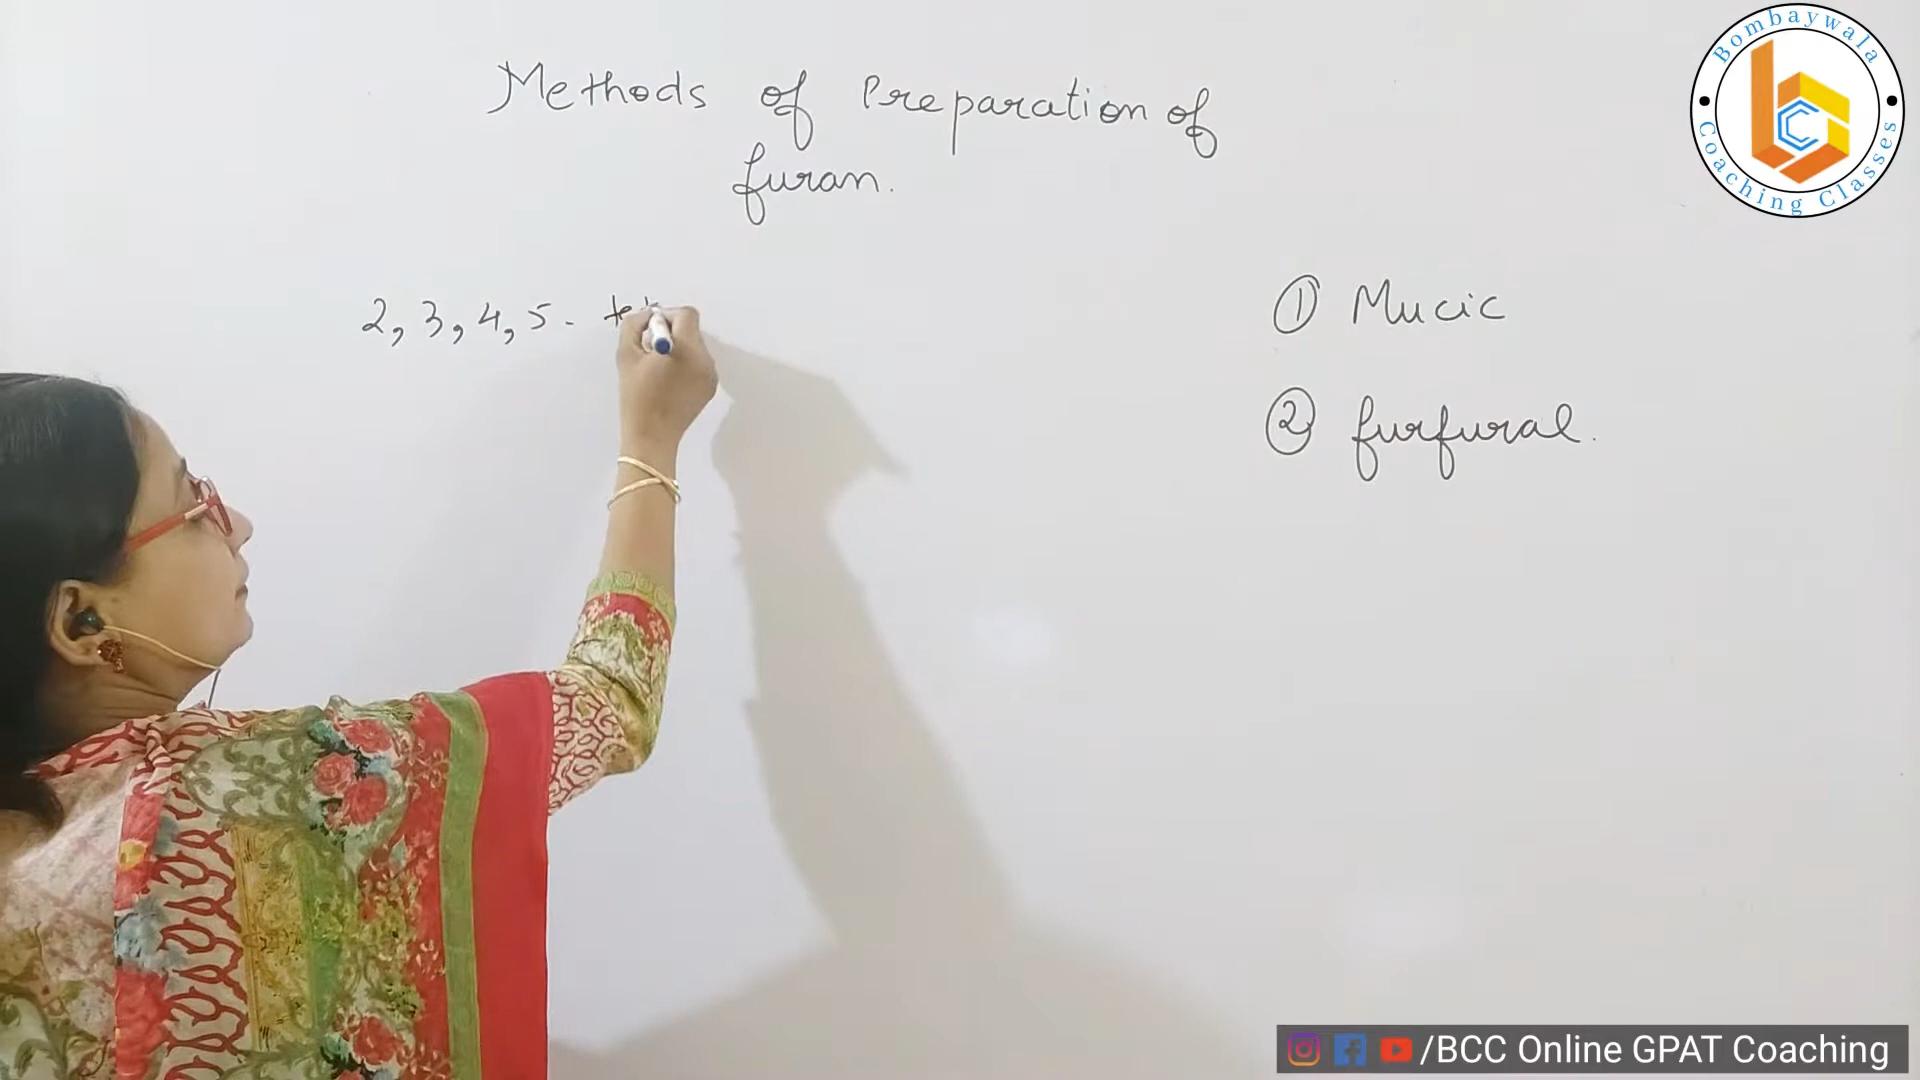 Methods of Preparation of
furan.
2, 3, 4, 5 - tet
① Mucic
② furfural.
Bombaywala
Coaching Classes
/BCC Online GPAT Coaching